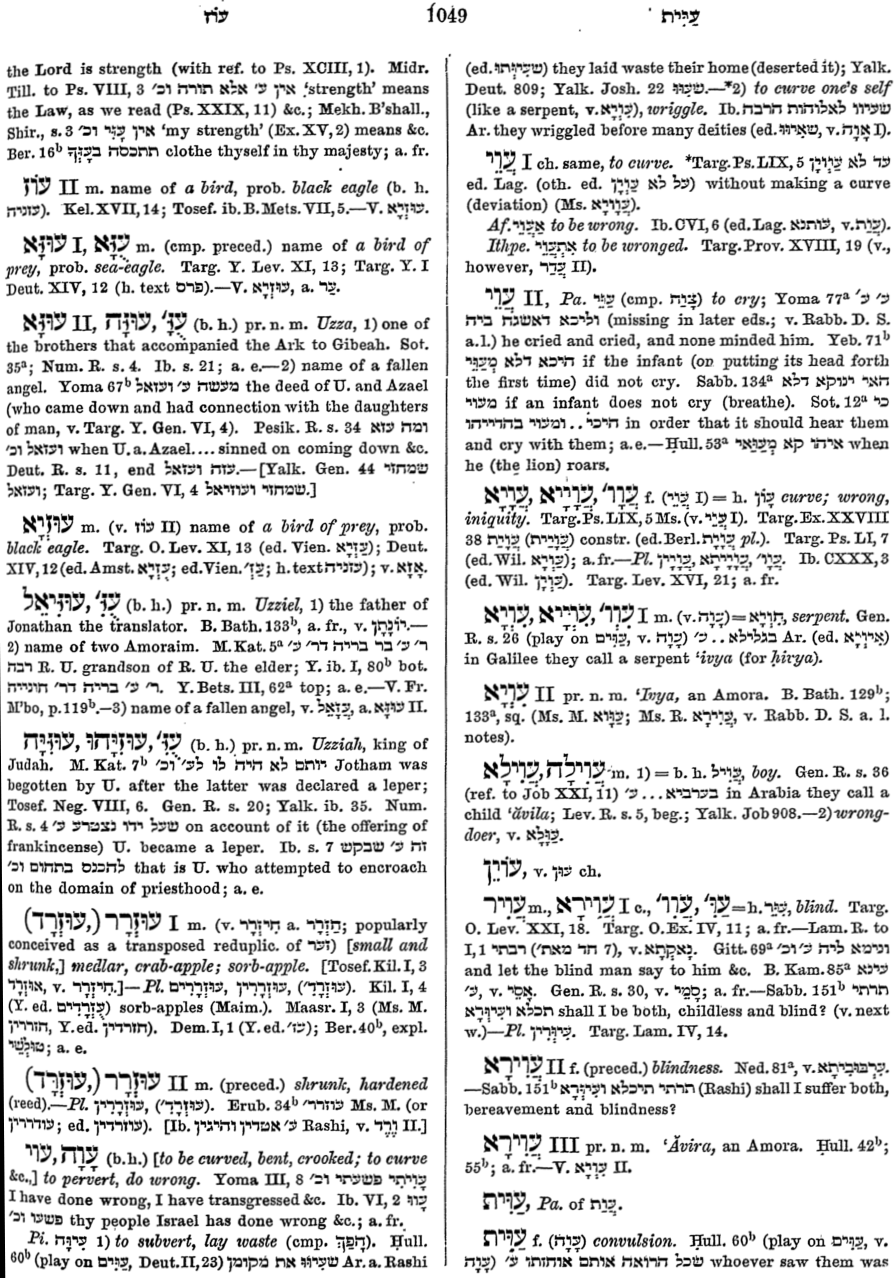 עוז 1049 עַוִּית
the Lord is strength (with ref. to Ps. XCIII, 1). Midr.
Till. to Ps. VIII, 3 אין ע׳ אלא תורה וכ׳ 'strength' means
the Law, as we read (Ps. XXIX, 11) &c.; Mekh. B'shall.,
Shir., s. 3 אין עֻזִּי וכ׳ 'my strength' (Ex. XV, 2) means &c.
Ber. 16ᵇ תתכסה בְּעֻזְּךָ clothe thyself in thy majesty; a. fr.
עוֹז II m. name of a bird, prob. black eagle (b. h.
עזניה). Kel. XVII, 14; Tosef. ib. B. Mets. VII, 5.—V. עוּזְיָא.
עוּזָּא, עֻזָּא I m. (cmp. preced.) name of a bird of
prey, prob. sea-eagle. Targ. Y. Lev. XI, 13; Targ. Y. I
Deut. XIV, 12 (h. text פרס).—V. עוּזְיָא, a. עַר.
עוּזָּא II, עוּזָּה, עֻזָּ׳ (b. h.) pr. n. m. Uzza, 1) one of
the brothers that accompanied the Ark to Gibeah. Sot.
35ᵃ; Num. R. s. 4. Ib. s. 21; a. e.—2) name of a fallen
angel. Yoma 67ᵇ מעשה ע׳ ועזאל the deed of U. and Azael
(who came down and had connection with the daughters
of man, v. Targ. Y. Gen. VI, 4). Pesik. R. s. 34 ומה עזא
ועזאל וכ׳ when U. a. Azael.... sinned on coming down &c.
Deut. R. s. 11, end עזה ועזאל.—[Yalk. Gen. 44 שמחזי
ועזאל; Targ. Y. Gen. VI, 4 שמחזי ועוזיאל.]
עוּזְיָא m. (v. עוֹז II) name of a bird of prey, prob.
black eagle. Targ. O. Lev. XI, 13 (ed. Vien. עָזְיָא); Deut.
XIV, 12 (ed. Amst. עֻזְיָא; ed. Vien. עָזְ׳; h. text עזניה); v. אָזָא.
עוּזִּיאֵל, עֻזִּ׳ (b. h.) pr. n. m. Uzziel, 1) the father of
Jonathan the translator. B. Bath. 133ᵇ, a. fr., v. יוֹנָתָן.—
2) name of two Amoraim. M. Kat. 5ᵃ ר׳ ע׳ בר בריה דר׳ ע׳
רבה R. U. grandson of R. U. the elder; Y. ib. I, 80ᵇ bot.
ר׳ ע׳ בריה דר׳ חונייה. Y. Bets. III, 62ᵃ top; a. e.—V. Fr.
M'bo, p. 119ᵇ.—3) name of a fallen angel, v. עֲזָאֵל, a. עוּזָּא II.
עוּזִּיָּה, עוּזִּיָּהוּ, עֻזִּ׳ (b. h.) pr. n. m. Uzziah, king of
Judah. M. Kat. 7ᵇ יותם לא היה לו לע׳ וכ׳ Jotham was
begotten by U. after the latter was declared a leper;
Tosef. Neg. VIII, 6. Gen. R. s. 20; Yalk. ib. 35. Num.
R. s. 4 שעל ידו נצטרע ע׳ on account of it (the offering of
frankincense) U. became a leper. Ib. s. 7 זה ע׳ שבקש
להכנס בתחום וכ׳ that is U. who attempted to encroach
on the domain of priesthood; a. e.
עוּזְרָר (עוּזְרָד,) I m. (v. חִיזְרָר a. חֲזָרָר; popularly
conceived as a transposed reduplic. of זער) [small and
shrunk,] medlar, crab-apple; sorb-apple. [Tosef. Kil. I, 3
אוּזְרָד, v. חִיזְרָר.]—Pl. עוּזְרָרִין, עוּזְרָרִים, (עוּזְרָדִ׳). Kil. I, 4
(Y. ed. עֻזְרָדִים) sorb-apples (Maim.). Maasr. I, 3 (Ms. M.
חזררין, Y. ed. חוזרדין). Dem. I, 1 (Y. ed. עז׳); Ber. 40ᵇ, expl.
טוּלְשֵׁי; a. e.
עוּזְרָר (עוּזְרָד,) II m. (preced.) shrunk, hardened
(reed).—Pl. עוּזְרָרִין, (עוּזְרָדִ׳). Erub. 34ᵇ עוזרר׳ Ms. M. (or
עודרדין; ed. עוזרדין). [Ib. ע׳ אטדין והיגין Rashi, v. וֶרֶד II.]
עָוָה, עוי (b. h.) [to be curved, bent, crooked; to curve
&c.,] to pervert, do wrong. Yoma III, 8 עָוִיתִי פשעתי וכ׳
I have done wrong, I have transgressed &c. Ib. VI, 2 עָווּ
פשעו וכ׳ thy people Israel has done wrong &c.; a. fr.
Pi. עִיוָּה 1) to subvert, lay waste (cmp. הָפַךְ). Ḥull.
60ᵇ (play on עַוִּים, Deut. II, 23) שעיוּוּ את מקומן Ar. a. Rashi
(ed. שעיוותו) they laid waste their home (deserted it); Yalk.
Deut. 809; Yalk. Josh. 22 שעוו.—*2) to curve one's self
(like a serpent, v. עִוְיָא), wriggle. Ib. שעיוו לאלוהות הרבה
Ar. they wriggled before many deities (ed. שאיוו, v. אָוָה I).
עֲוֵי I ch. same, to curve. *Targ. Ps. LIX, 5 עד לא עַוְיָן
ed. Lag. (oth. ed. על לא עַוְיָן) without making a curve
(deviation) (Ms. עֲוָיָא).
Af. אַעֲוֵי to be wrong. Ib. CVI, 6 (ed. Lag. עותנא, v. עֲוַת).
Ithpe. אִתְעֲוֵי to be wronged. Targ. Prov. XVIII, 19 (v.,
however, עֲדַר II).
עֲוֵי II, Pa. עַוֵּי (cmp. צְוַח) to cry; Yoma 77ᵃ ע׳ ע׳
וליכא דאשגח ביה (missing in later eds.; v. Rabb. D. S.
a. l.) he cried and cried, and none minded him. Yeb. 71ᵇ
היכא דלא מְעַוֵּי if the infant (on putting its head forth
the first time) did not cry. Sabb. 134ᵃ האי ינוקא דלא
מעוי if an infant does not cry (breathe). Sot. 12ᵃ כי
היכי.. ומעוי בהדייהו in order that it should hear them
and cry with them; a. e.—Ḥull. 53ᵃ איהו קא מְעַוֵּאי when
he (the lion) roars.
עֲוָיָא, עֲוָיָיא, עֲוָ׳ f. (עֲוֵי I) = h. עָוֹן curve; wrong,
iniquity. Targ. Ps. LIX, 5 Ms. (v. עֲוֵי I). Targ. Ex. XXVIII
38 עֲוָיַת (עֲוָיַית) constr. (ed. Berl. עֲוָיָת pl.). Targ. Ps. LI, 7
(ed. Wil. עֲוָיָא); a. fr.—Pl. עֲוָיָין, עֲוָיָיתָא, עֲוָ׳. Ib. CXXX, 3
(ed. Wil. עֲוָיָן). Targ. Lev. XVI, 21; a. fr.
עִוְיָא, עִוְיָיא, עִוְ׳ I m. (v. עָוָה) = חִוְיָא, serpent. Gen.
R. s. 26 (play on עַוִּים, v. עָוָה) בגלילא .. ע׳ Ar. (ed. אִיוְיָא)
in Galilee they call a serpent 'ivya (for ḥivya).
עִוְיָא II pr. n. m. 'Ivya, an Amora. B. Bath. 129ᵇ;
133ᵃ, sq. (Ms. M. עַוָּא; Ms. R. עֲוִירָא, v. Rabb. D. S. a. l.
notes).
עֲוִילָא, עֲוִילָה m. 1) = b. h. עֲוִיל, boy. Gen. R. s. 36
(ref. to Job XXI, 11) בערביא ... ע׳ in Arabia they call a
child 'ăvila; Lev. R. s. 5, beg.; Yalk. Job 908.—2) wrong-
doer, v. עַוָּלָא.
עוֹיֵן, v. עון ch.
עֲוִיר m., עֲוִירָא I c., עֲוִ׳, עִוְ׳ = h. עִוֵּר, blind. Targ.
O. Lev. XXI, 18. Targ. O. Ex. IV, 11; a. fr.—Lam. R. to
I, 1 רבתי (חד מאת׳ 7), v. נָאקְתָא. Gitt. 69ᵃ ונימא ליה ע׳ וכ׳
and let the blind man say to him &c. B. Kam. 85ᵃ עינא
ע׳, v. אַסֵּי. Gen. R. s. 30, v. סַמֵּי; a. fr.—Sabb. 151ᵇ תרתי
תכלא ועִיוְּרָא shall I be both, childless and blind? (v. next
w.)—Pl. עִיוְּרִין. Targ. Lam. IV, 14.
עֲוִירָא II f. (preced.) blindness. Ned. 81ᵃ, v. עִרְבּוּבִיתָא.
—Sabb. 151ᵇ תרתי תיכלא ועִיוְּרָא (Rashi) shall I suffer both,
bereavement and blindness?
עֲוִירָא III pr. n. m. 'Ăvira, an Amora. Ḥull. 42ᵇ;
55ᵇ; a. fr.—V. עִוְיָא II.
עַוִּית, Pa. of עֲוַת.
עֲוִית f. (עָוָה) convulsion. Ḥull. 60ᵇ (play on עַוִּים, v.
עָוָה) שכל הרואה אותם אוחזתו ע׳ whoever saw them was